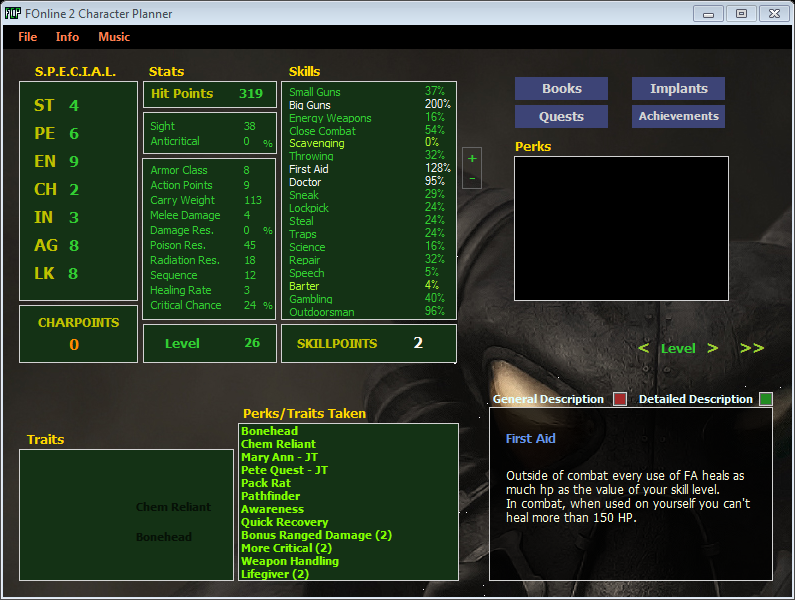 FOnline 2 Character Planner
File Info Music
S.P.E.C.I.A.L.
ST 4
PE 6
EN 9
CH 2
IN 3
AG 8
LK 8
CHARPOINTS
0
Stats
Hit Points 319
Sight 38
Anticritical 0 %
Armor Class 8
Action Points 9
Carry Weight 113
Melee Damage 4
Damage Res. 0 %
Poison Res. 45
Radiation Res. 18
Sequence 12
Healing Rate 3
Critical Chance 24 %
Level 26
Skills
Small Guns 37%
Big Guns 200%
Energy Weapons 16%
Close Combat 54%
Scavenging 0%
Throwing 32%
First Aid 128%
Doctor 95%
Sneak 29%
Lockpick 24%
Steal 24%
Traps 24%
Science 16%
Repair 32%
Speech 5%
Barter 4%
Gambling 40%
Outdoorsman 96%
SKILLPOINTS 2
+
-
Books Implants
Quests Achievements
Perks
< Level > >>
Traits
Chem Reliant
Bonehead
Perks/Traits Taken
Bonehead
Chem Reliant
Mary Ann - JT
Pete Quest - JT
Pack Rat
Pathfinder
Awareness
Quick Recovery
Bonus Ranged Damage (2)
More Critical (2)
Weapon Handling
Lifegiver (2)
General Description Detailed Description
First Aid
Outside of combat every use of FA heals as
much hp as the value of your skill level.
In combat, when used on yourself you can't
heal more than 150 HP.